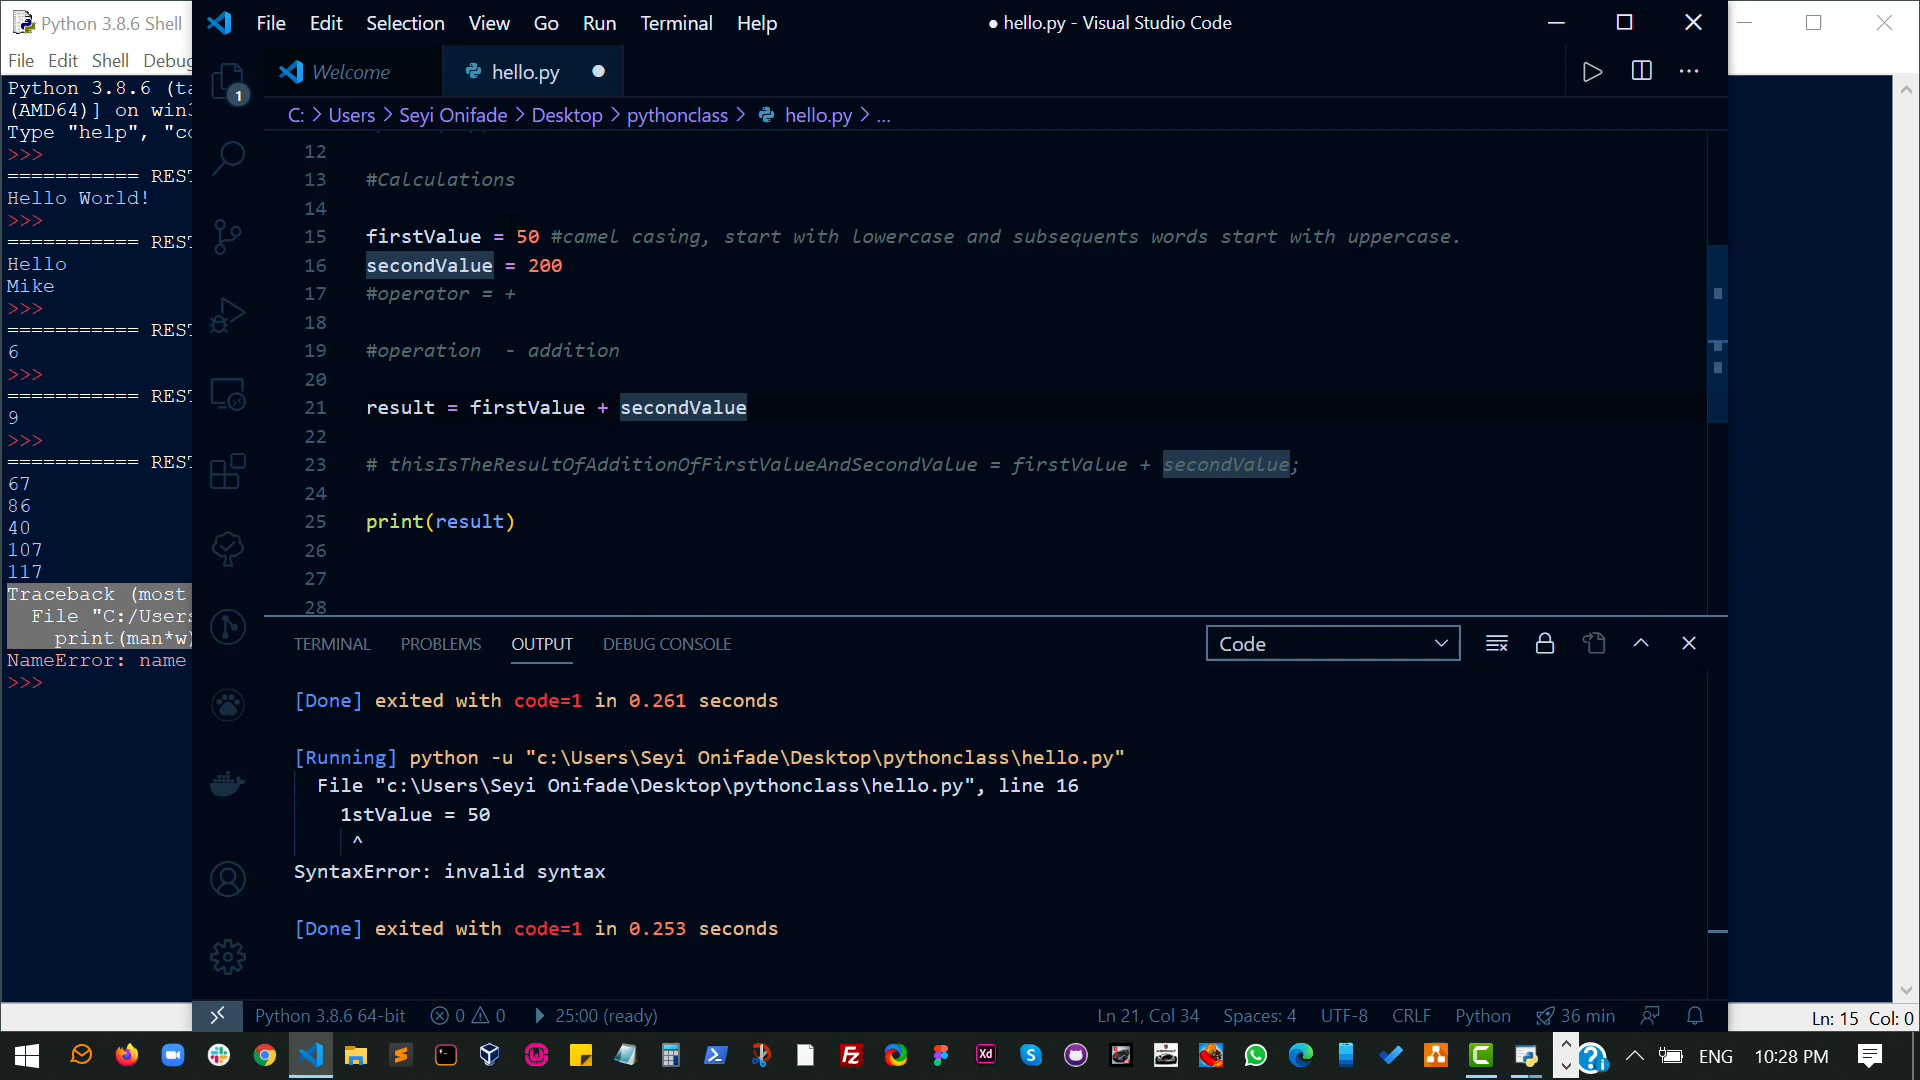 Python 3.8.6 Shell
File Edit Shell Debug
Python 3.8.6 (ta
(AMD64)] on win3
Type "help", "co
>>>
=========== REST
Hello World!
>>>
=========== REST
Hello
Mike
>>>
=========== REST
6
>>>
=========== REST
9
>>>
=========== REST
67
86
40
107
117
Traceback (most
File "C:/Users
print(man*w)
NameError: name
>>>
File Edit Selection View Go Run Terminal Help
● hello.py - Visual Studio Code
Welcome
hello.py
1
C: > Users > Seyi Onifade > Desktop > pythonclass > hello.py > ...
12
13 #Calculations
14
15 firstValue = 50 #camel casing, start with lowercase and subsequents words start with uppercase.
16 secondValue = 200
17 #operator = +
18
19 #operation  - addition
20
21 result = firstValue + secondValue
22
23 # thisIsTheResultOfAdditionOfFirstValueAndSecondValue = firstValue + secondValue;
24
25 print(result)
26
27
28
TERMINAL PROBLEMS OUTPUT DEBUG CONSOLE
Code
[Done] exited with code=1 in 0.261 seconds
[Running] python -u "c:\Users\Seyi Onifade\Desktop\pythonclass\hello.py"
File "c:\Users\Seyi Onifade\Desktop\pythonclass\hello.py", line 16
1stValue = 50
^
SyntaxError: invalid syntax
[Done] exited with code=1 in 0.253 seconds
Python 3.8.6 64-bit 0 0 25:00 (ready)
Ln 21, Col 34 Spaces: 4 UTF-8 CRLF Python 36 min
Ln: 15 Col: 0
Xd
ENG 10:28 PM